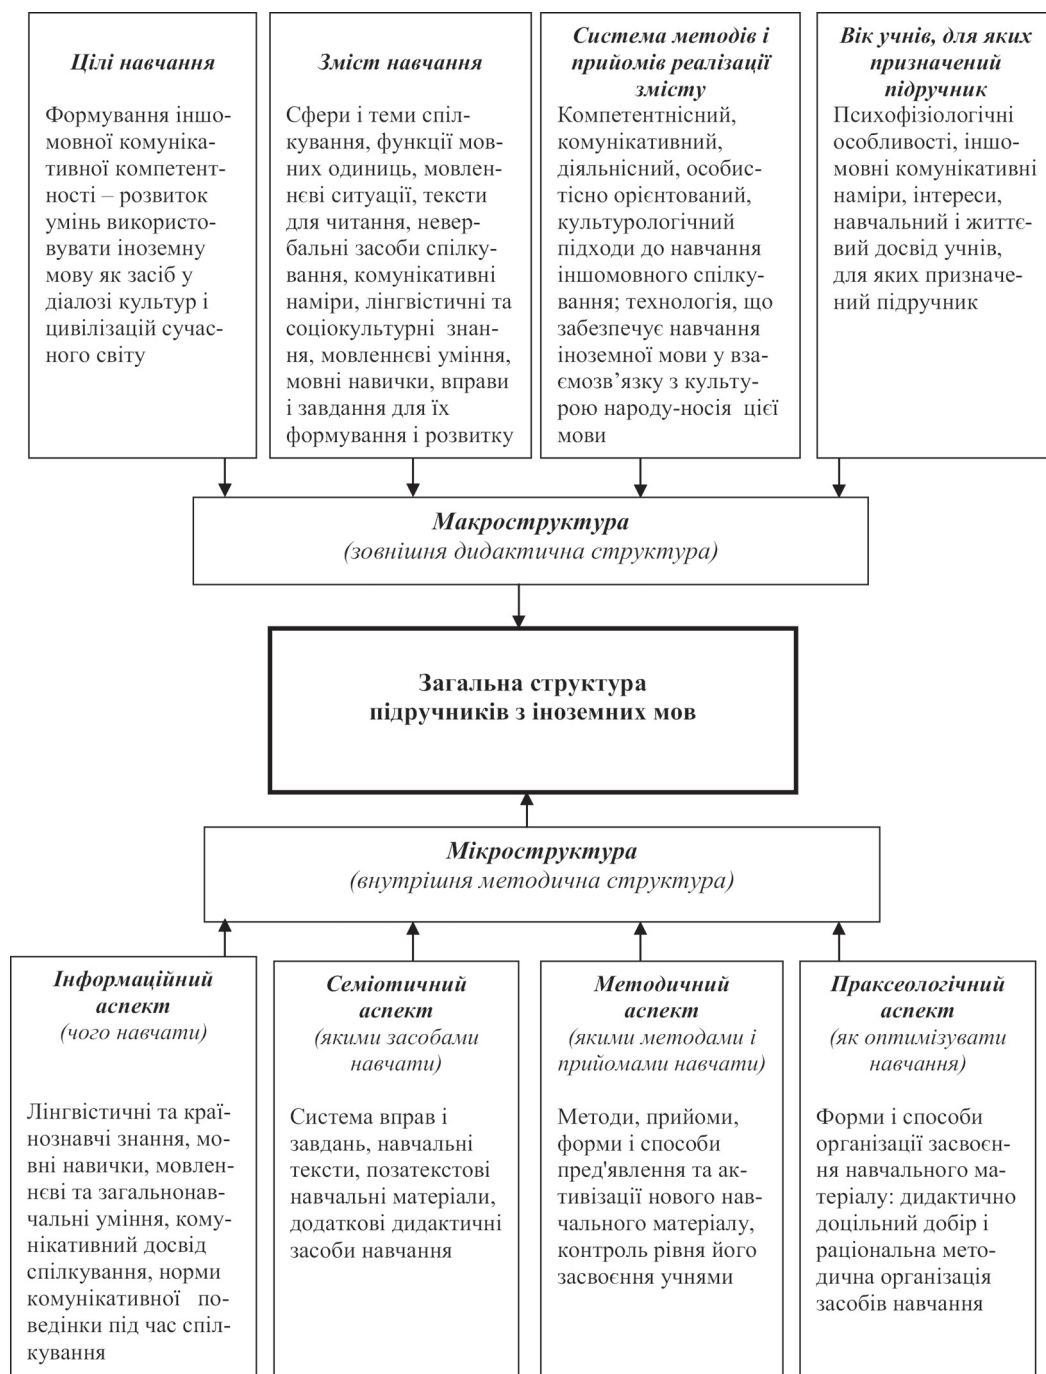 Цілі навчання
Формування іншо-
мовної комуніка-
тивної компетент-
ності – розвиток
умінь використо-
вувати іноземну
мову як засіб у
діалозі культур і
цивілізацій сучас-
ного світу
Зміст навчання
Сфери і теми спіл-
кування, функції мов-
них одиниць, мовлен-
нєві ситуації, тексти
для читання, невер-
бальні засоби спілку-
вання, комунікативні
наміри, лінгвістичні та
соціокультурні знан-
ня, мовленнєві уміння,
мовні навички, вправи
і завдання для їх
формування і розвитку
Система методів і
прийомів реалізації
змісту
Компетентнісний,
комунікативний,
діяльнісний, особис-
тісно орієнтований,
культурологічний
підходи до навчання
іншомовного спілку-
вання; технологія, що
забезпечує навчання
іноземної мови у вза-
ємозв’язку з культу-
рою народу-носія цієї
мови
Вік учнів, для яких
призначений
підручник
Психофізіологічні
особливості, іншо-
мовні комунікативні
наміри, інтереси,
навчальний і життє-
вий досвід учнів,
для яких призначе-
ний підручник
Макроструктура
(зовнішня дидактична структура)
Загальна структура
підручників з іноземних мов
Мікроструктура
(внутрішня методична структура)
Інформаційний
аспект
(чого навчати)
Лінгвістичні та краї-
нознавчі знання, мо-
вні навички, мовлен-
нєві та загальнонав-
чальні уміння, кому-
нікативний досвід
спілкування, норми
комунікативної по-
ведінки під час спіл-
кування
Семіотичний
аспект
(якими засобами
навчати)
Система вправ і
завдань, навчальні
тексти, позатекстові
навчальні матеріали,
додаткові дидактичні
засоби навчання
Методичний
аспект
(якими методами і
прийомами навчати)
Методи, прийоми,
форми і способи
пред'явлення та ак-
тивізації нового нав-
чального матеріалу,
контроль рівня його
засвоєння учнями
Праксеологічний
аспект
(як оптимізувати
навчання)
Форми і способи
організації засвоєн-
ня навчального ма-
теріалу: дидактично
доцільний добір і
раціональна мето-
дична організація
засобів навчання